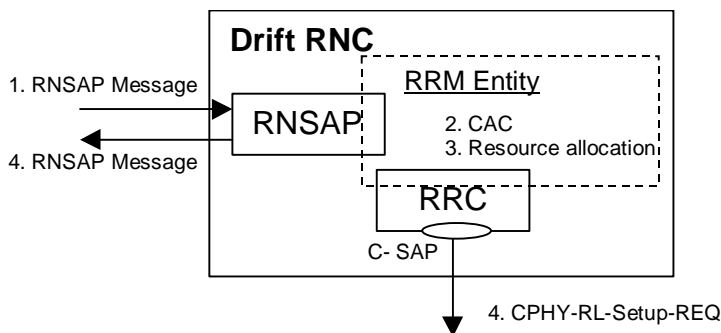 Drift RNC
1. RNSAP Message
RRM Entity
RNSAP
2. CAC
3. Resource allocation
4. RNSAP Message
RRC
C- SAP
4. CPHY-RL-Setup-REQ